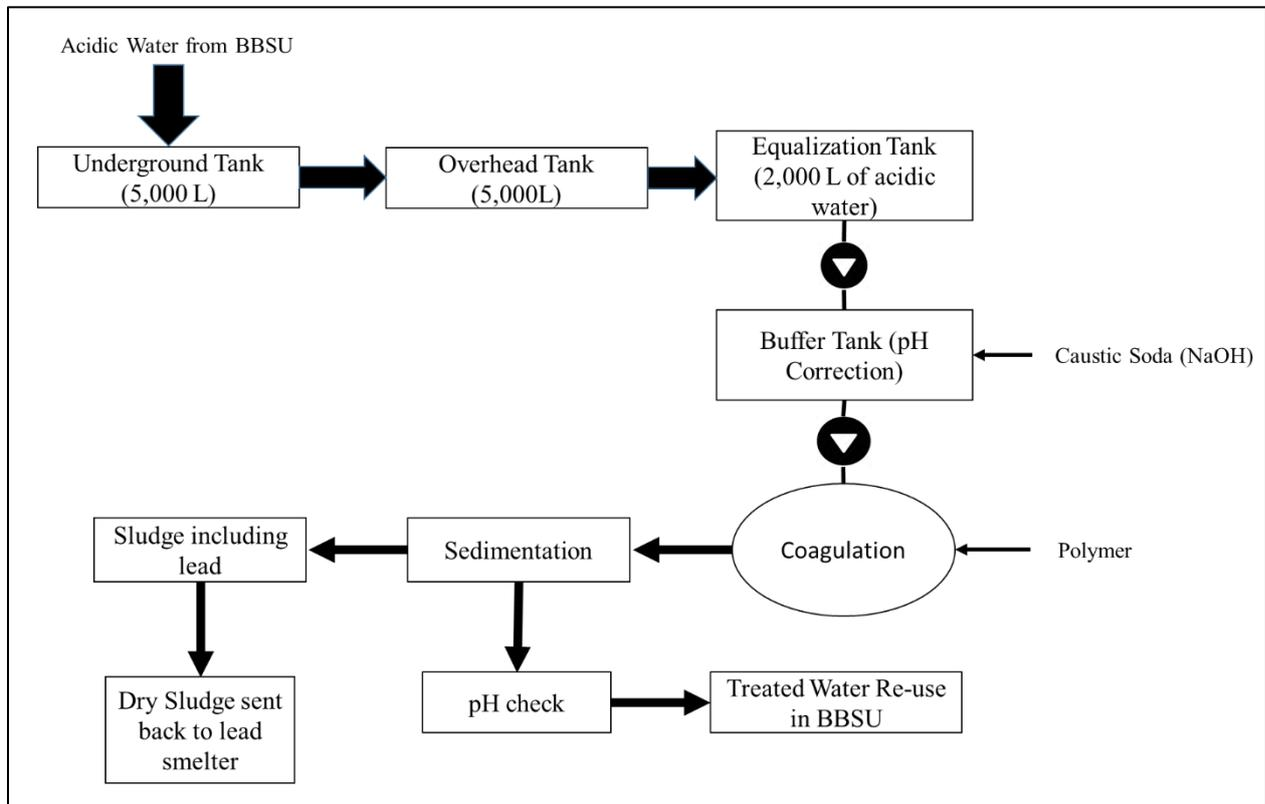 Acidic Water from BBSU
Underground Tank
(5,000 L)
Overhead Tank
(5,000L)
Equalization Tank
(2,000 L of acidic
water)
Buffer Tank (pH
Correction)
Caustic Soda (NaOH)
Coagulation
Polymer
Sedimentation
Sludge including
lead
Dry Sludge sent
back to lead
smelter
pH check
Treated Water Re-use
in BBSU